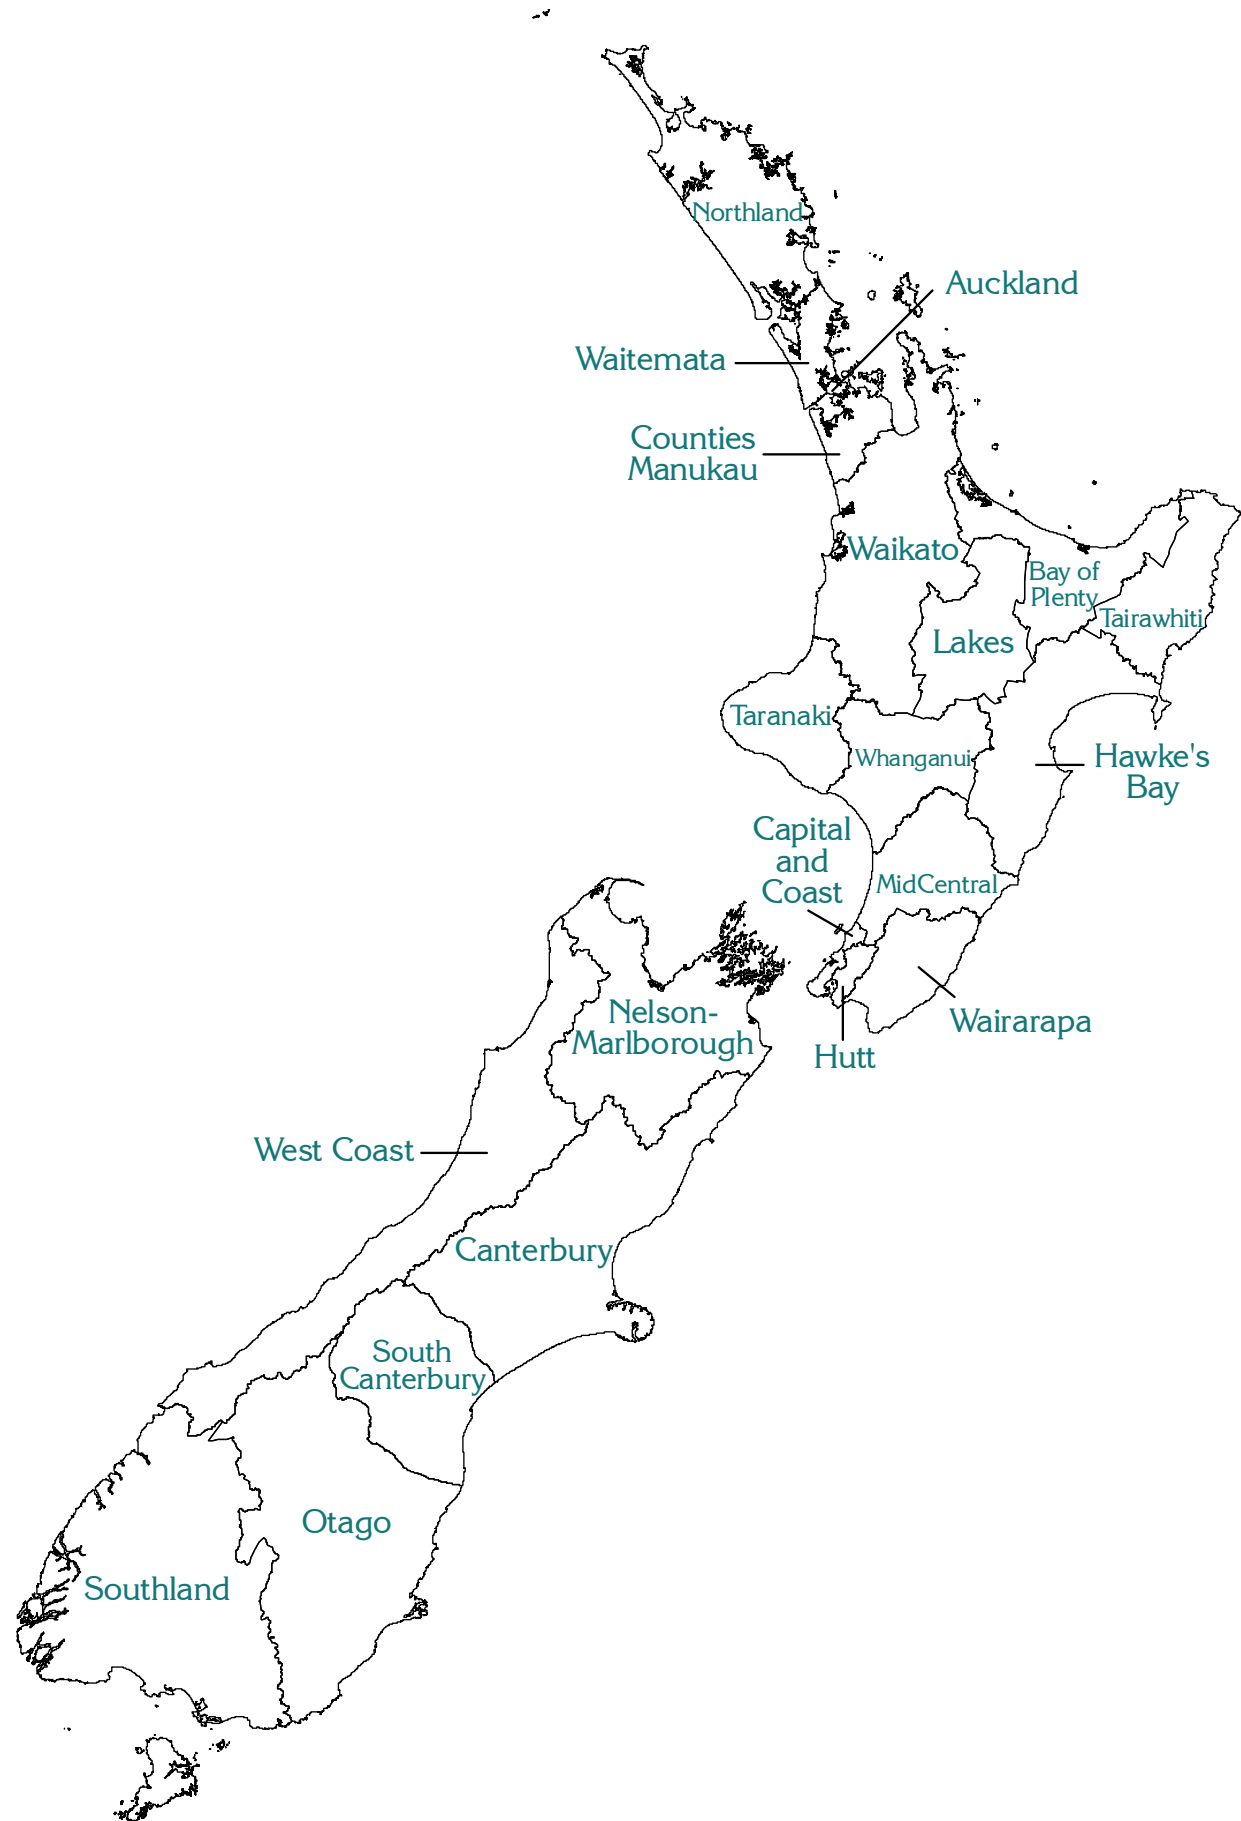 Northland
Auckland
Waitemata
Counties
Manukau
Waikato
Bay of
Plenty
Tairawhiti
Lakes
Taranaki
Whanganui
Hawke's
Bay
Capital
and
Coast
MidCentral
Wairarapa
Hutt
Nelson-
Marlborough
West Coast
Canterbury
South
Canterbury
Otago
Southland